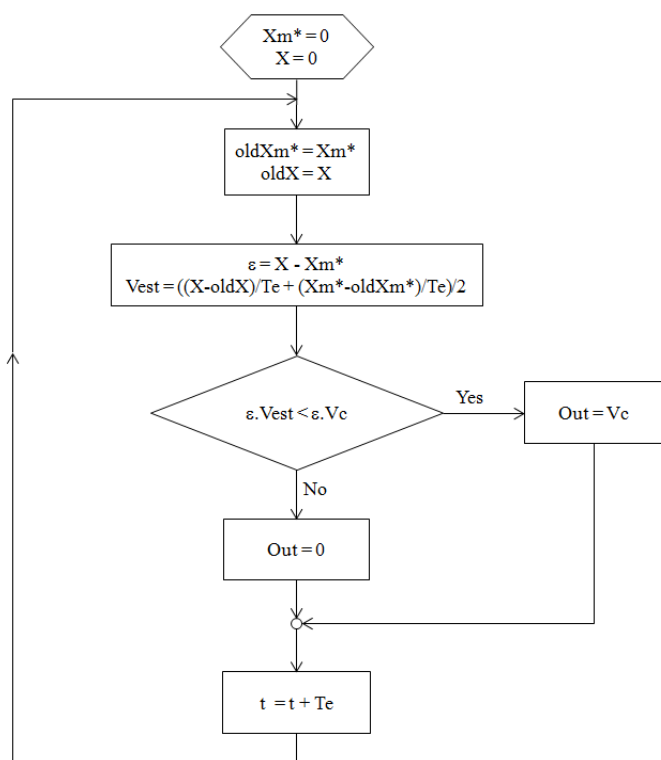 Xm* = 0
X = 0
oldXm* = Xm*
oldX = X
ε = X - Xm*
Vest = ((X-oldX)/Te + (Xm*-oldXm*)/Te)/2
ε.Vest < ε.Vc
Yes
Out = Vc
No
Out = 0
t = t + Te